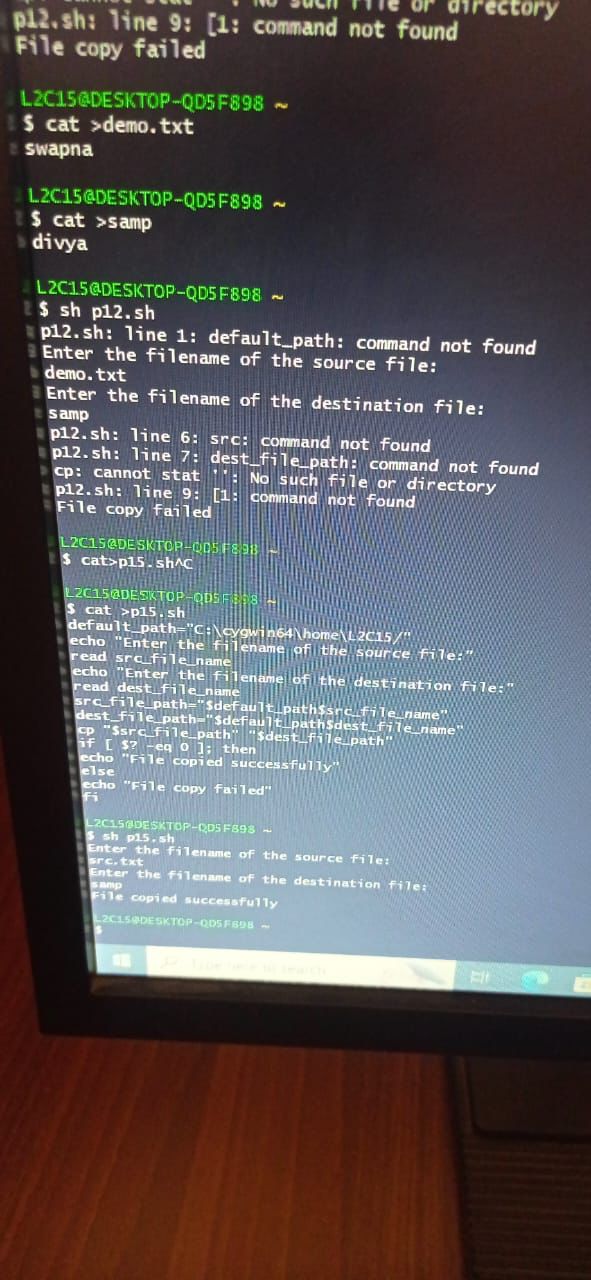 No such file or directory
p12.sh: line 9: [1: command not found
File copy failed
L2C15@DESKTOP-QD5F898 ~
$ cat >demo.txt
swapna
L2C15@DESKTOP-QD5F898 ~
$ cat >samp
divya
L2C15@DESKTOP-QD5F898 ~
$ sh p12.sh
p12.sh: line 1: default_path: command not found
Enter the filename of the source file:
demo.txt
Enter the filename of the destination file:
samp
p12.sh: line 6: src: command not found
p12.sh: line 7: dest_file_path: command not found
cp: cannot stat '': No such file or directory
p12.sh: line 9: [1: command not found
File copy failed
L2C15@DESKTOP-QD5F898 ~
$ cat>p15.sh^C
L2C15@DESKTOP-QD5F898 ~
$ cat >p15.sh
default_path="C:\cygwin64\home\L2C15/"
echo "Enter the filename of the source file:"
read src_file_name
echo "Enter the filename of the destination file:"
read dest_file_name
src_file_path="$default_path$src_file_name"
dest_file_path="$default_path$dest_file_name"
cp "$src_file_path" "$dest_file_path"
if [ $? -eq 0 ]; then
echo "File copied successfully"
else
echo "File copy failed"
fi
L2C15@DESKTOP-QD5F898 ~
$ sh p15.sh
Enter the filename of the source file:
src.txt
Enter the filename of the destination file:
samp
File copied successfully
L2C15@DESKTOP-QD5F898 ~
$
Type here to search